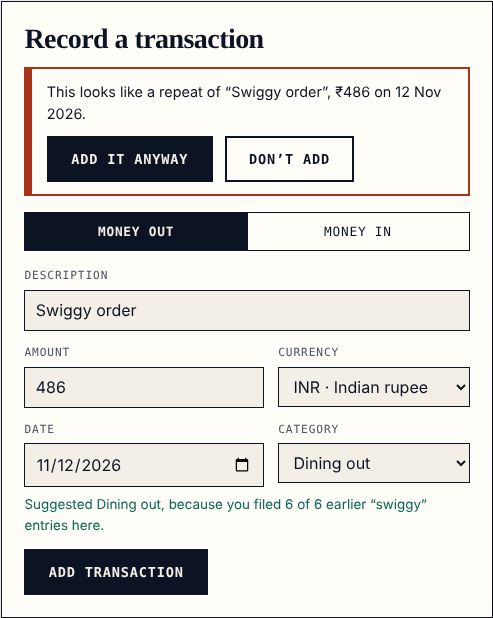 Record a transaction
This looks like a repeat of “Swiggy order”, ₹486 on 12 Nov
2026.
ADD IT ANYWAY
DON’T ADD
MONEY OUT
MONEY IN
DESCRIPTION
Swiggy order
AMOUNT
CURRENCY
486
INR · Indian rupee
DATE
CATEGORY
11/12/2026
Dining out
Suggested Dining out, because you filed 6 of 6 earlier “swiggy”
entries here.
ADD TRANSACTION